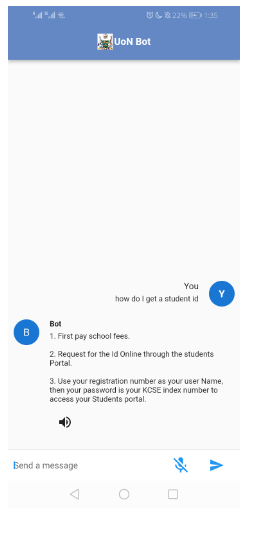 22% 1:35
UoN Bot
You
how do I get a student id
Y
B
Bot
1. First pay school fees.
2. Request for the Id Online through the students
Portal.
3. Use your registration number as your user Name,
then your password is your KCSE index number to
access your Students portal.
Send a message